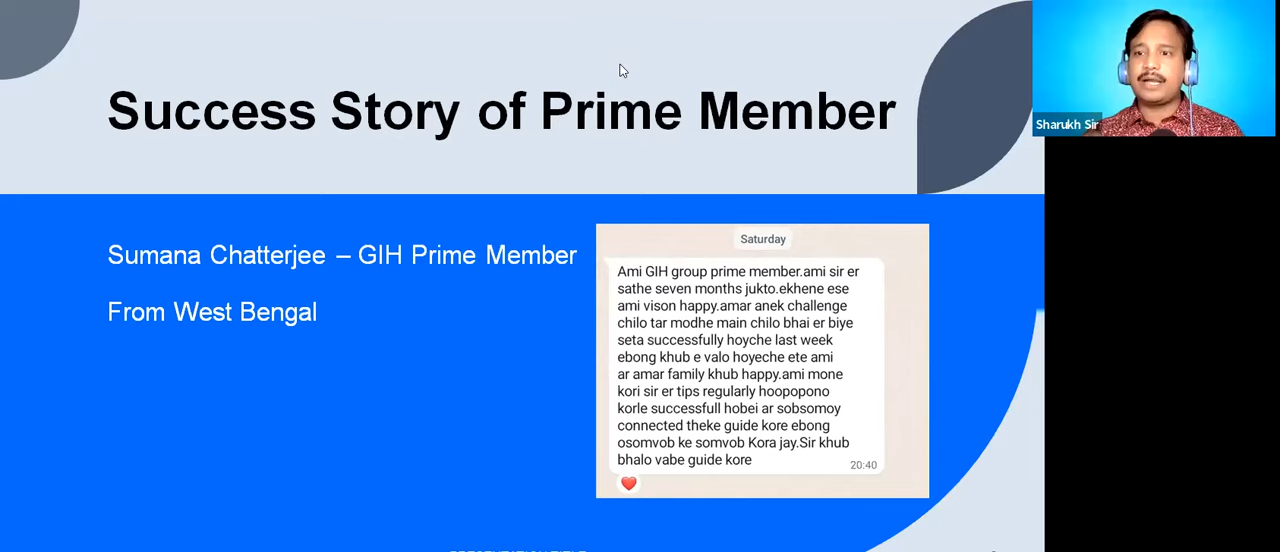 Success Story of Prime Member
Sharukh Sir
Sumana Chatterjee – GIH Prime Member
From West Bengal
Saturday
Ami GIH group prime member.ami sir er
sathe seven months jukto.ekhene ese
ami vison happy.amar anek challenge
chilo tar modhe main chilo bhai er biye
seta successfully hoyche last week
ebong khub e valo hoyeche ete ami
ar amar family khub happy.ami mone
kori sir er tips regularly hoopopono
korle successfull hobei ar sobsomoy
connected theke guide kore ebong
osomvob ke somvob Kora jay.Sir khub
bhalo vabe guide kore
20:40